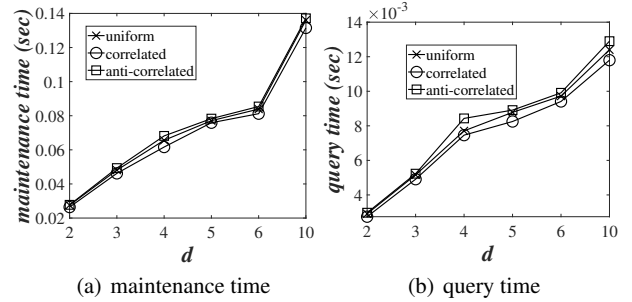 0.14
0.12
0.1
0.08
0.06
0.04
0.02
maintenance time (sec)
uniform
correlated
anti-correlated
2 3 4 5 6 10
d
(a) maintenance time
×10⁻³
14
12
10
8
6
4
query time (sec)
uniform
correlated
anti-correlated
2 3 4 5 6 10
d
(b) query time